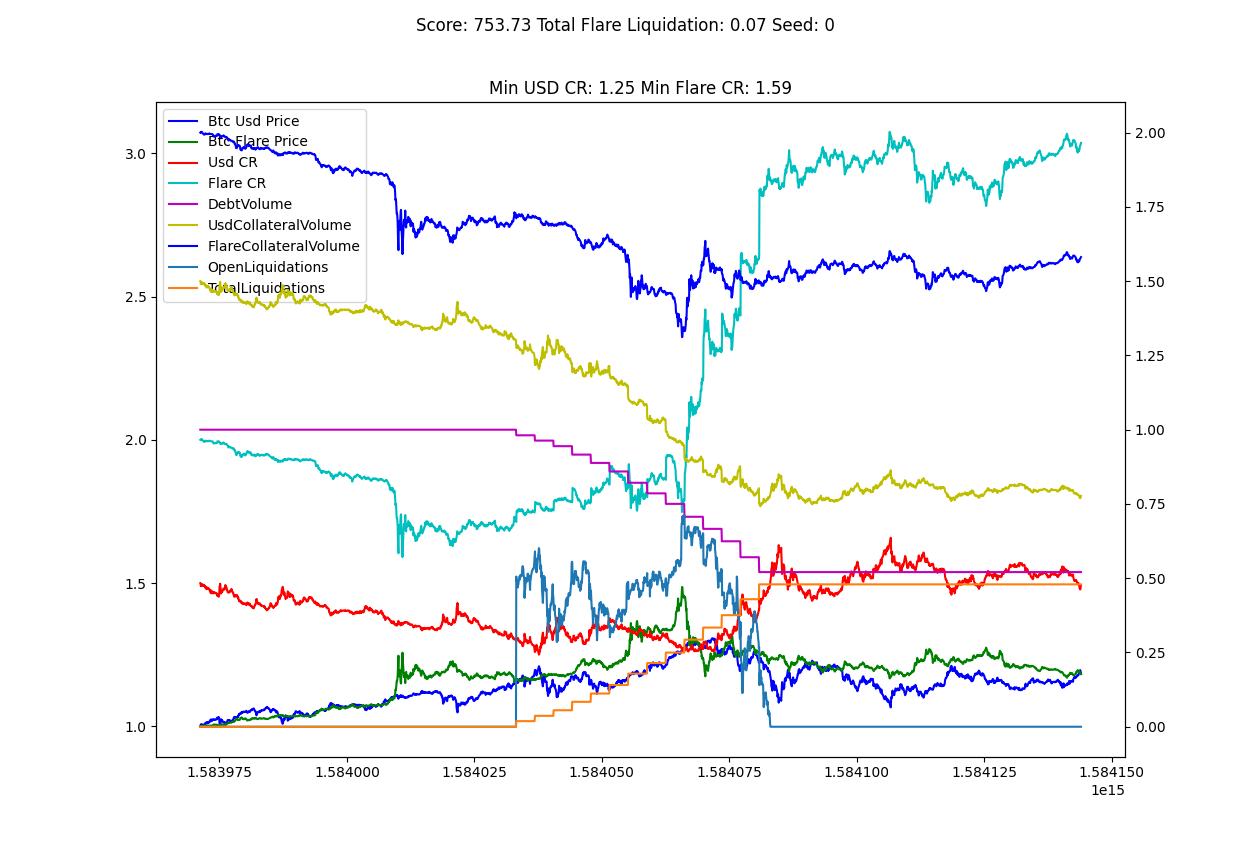 Score: 753.73 Total Flare Liquidation: 0.07 Seed: 0
Min USD CR: 1.25 Min Flare CR: 1.59
Btc Usd Price
Btc Flare Price
Usd CR
Flare CR
DebtVolume
UsdCollateralVolume
FlareCollateralVolume
OpenLiquidations
TotalLiquidations
3.0
2.5
2.0
1.5
1.0
2.00
1.75
1.50
1.25
1.00
0.75
0.50
0.25
0.00
1.583975 1.584000 1.584025 1.584050 1.584075 1.584100 1.584125 1.584150
1e15